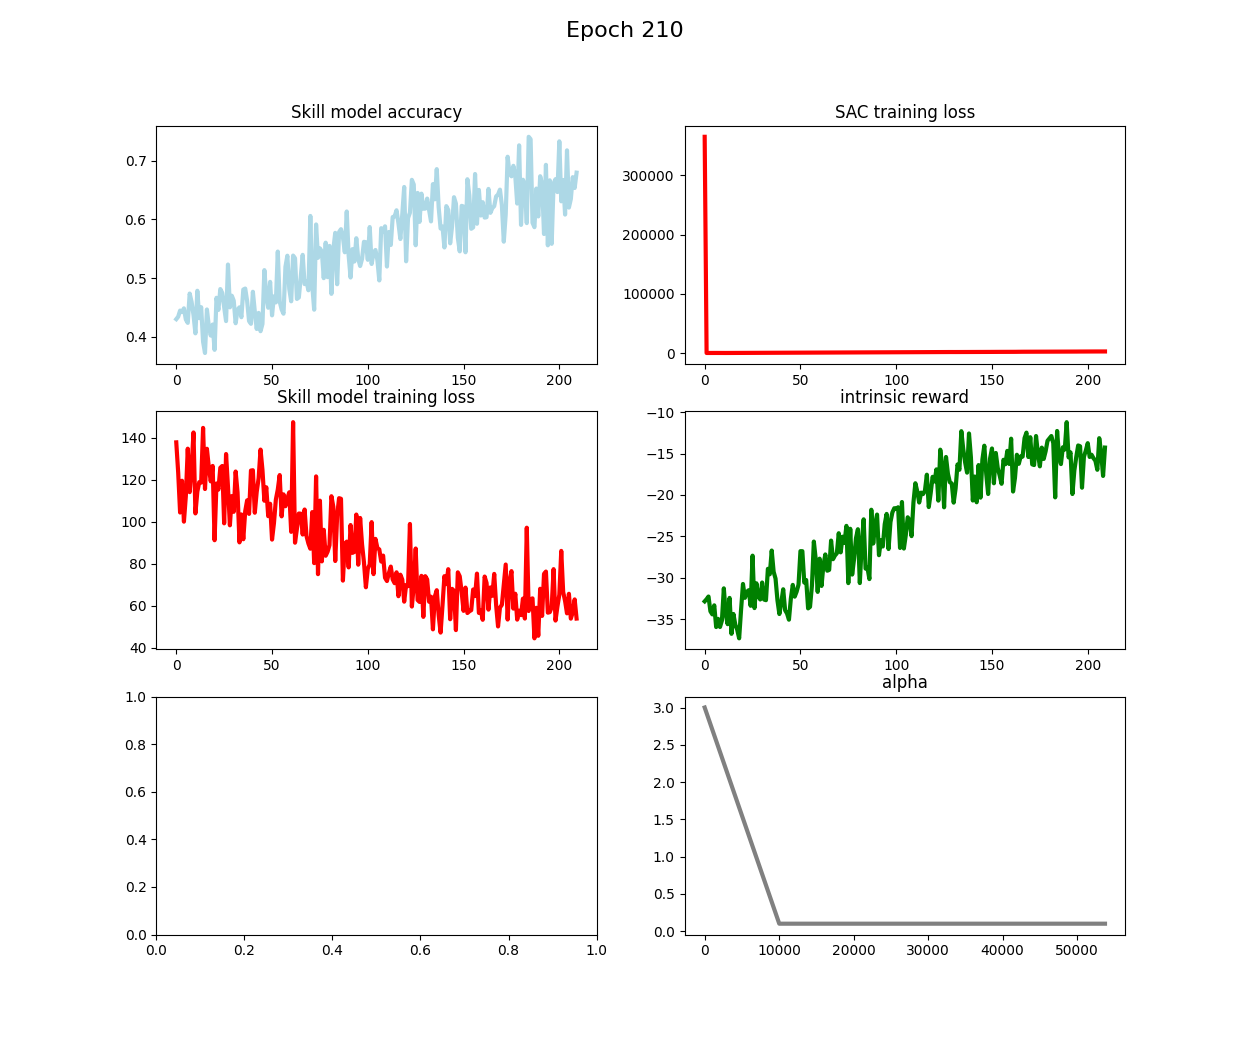 Epoch 210
Skill model accuracy
0.7
0.6
0.5
0.4
0 50 100 150 200
SAC training loss
300000
200000
100000
0
0 50 100 150 200
Skill model training loss
140
120
100
80
60
40
0 50 100 150 200
intrinsic reward
−10
−15
−20
−25
−30
−35
0 50 100 150 200
1.0
0.8
0.6
0.4
0.2
0.0
0.0 0.2 0.4 0.6 0.8 1.0
alpha
3.0
2.5
2.0
1.5
1.0
0.5
0.0
0 10000 20000 30000 40000 50000